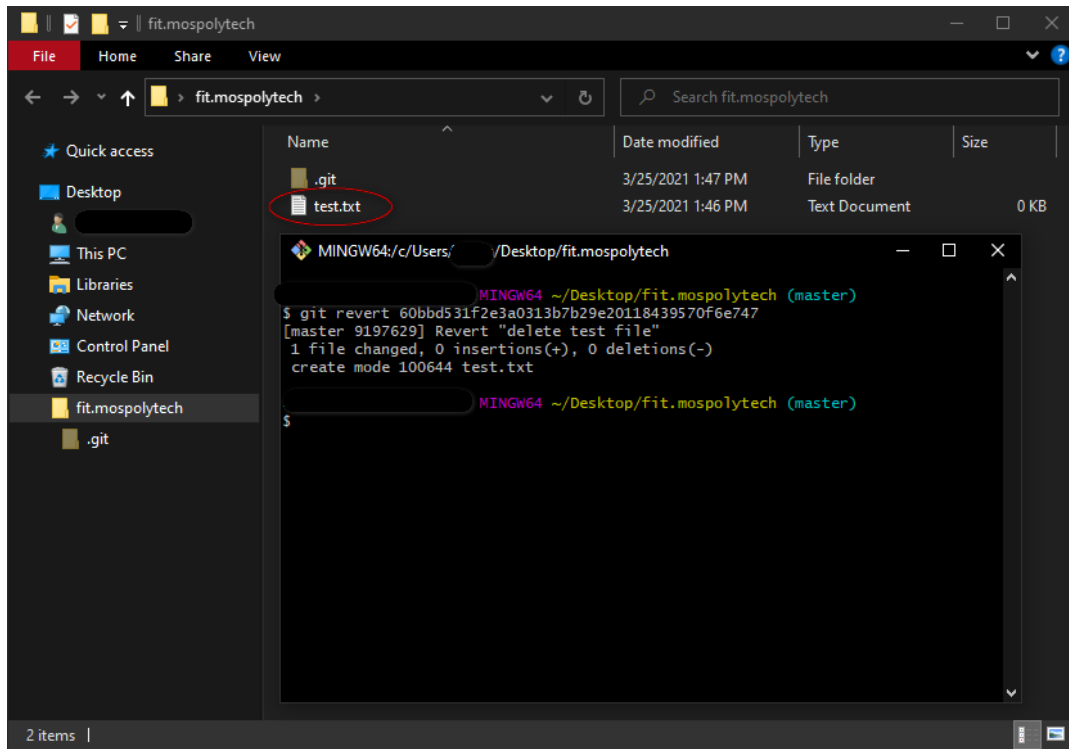 fit.mospolytech
File Home Share View
fit.mospolytech
Search fit.mospolytech
Name Date modified Type Size
Quick access
Desktop
This PC
Libraries
Network
Control Panel
Recycle Bin
fit.mospolytech
.git
.git 3/25/2021 1:47 PM File folder
test.txt 3/25/2021 1:46 PM Text Document 0 KB
MINGW64:/c/Users/ /Desktop/fit.mospolytech
MINGW64 ~/Desktop/fit.mospolytech (master)
$ git revert 60bbd531f2e3a0313b7b29e20118439570f6e747
[master 9197629] Revert "delete test file"
1 file changed, 0 insertions(+), 0 deletions(-)
create mode 100644 test.txt
MINGW64 ~/Desktop/fit.mospolytech (master)
$
2 items